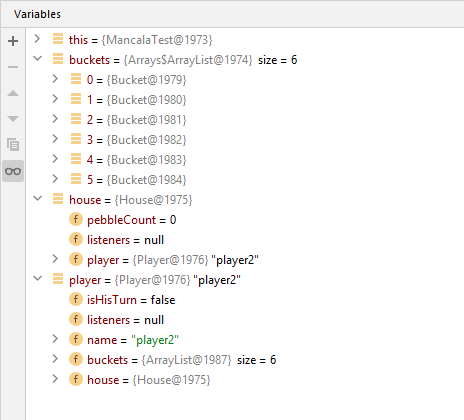 Variables
this = {MancalaTest@1973}
buckets = {Arrays$ArrayList@1974} size = 6
0 = {Bucket@1979}
1 = {Bucket@1980}
2 = {Bucket@1981}
3 = {Bucket@1982}
4 = {Bucket@1983}
5 = {Bucket@1984}
house = {House@1975}
f pebbleCount = 0
f listeners = null
f player = {Player@1976} "player2"
player = {Player@1976} "player2"
f isHisTurn = false
f listeners = null
f name = "player2"
f buckets = {ArrayList@1987} size = 6
f house = {House@1975}